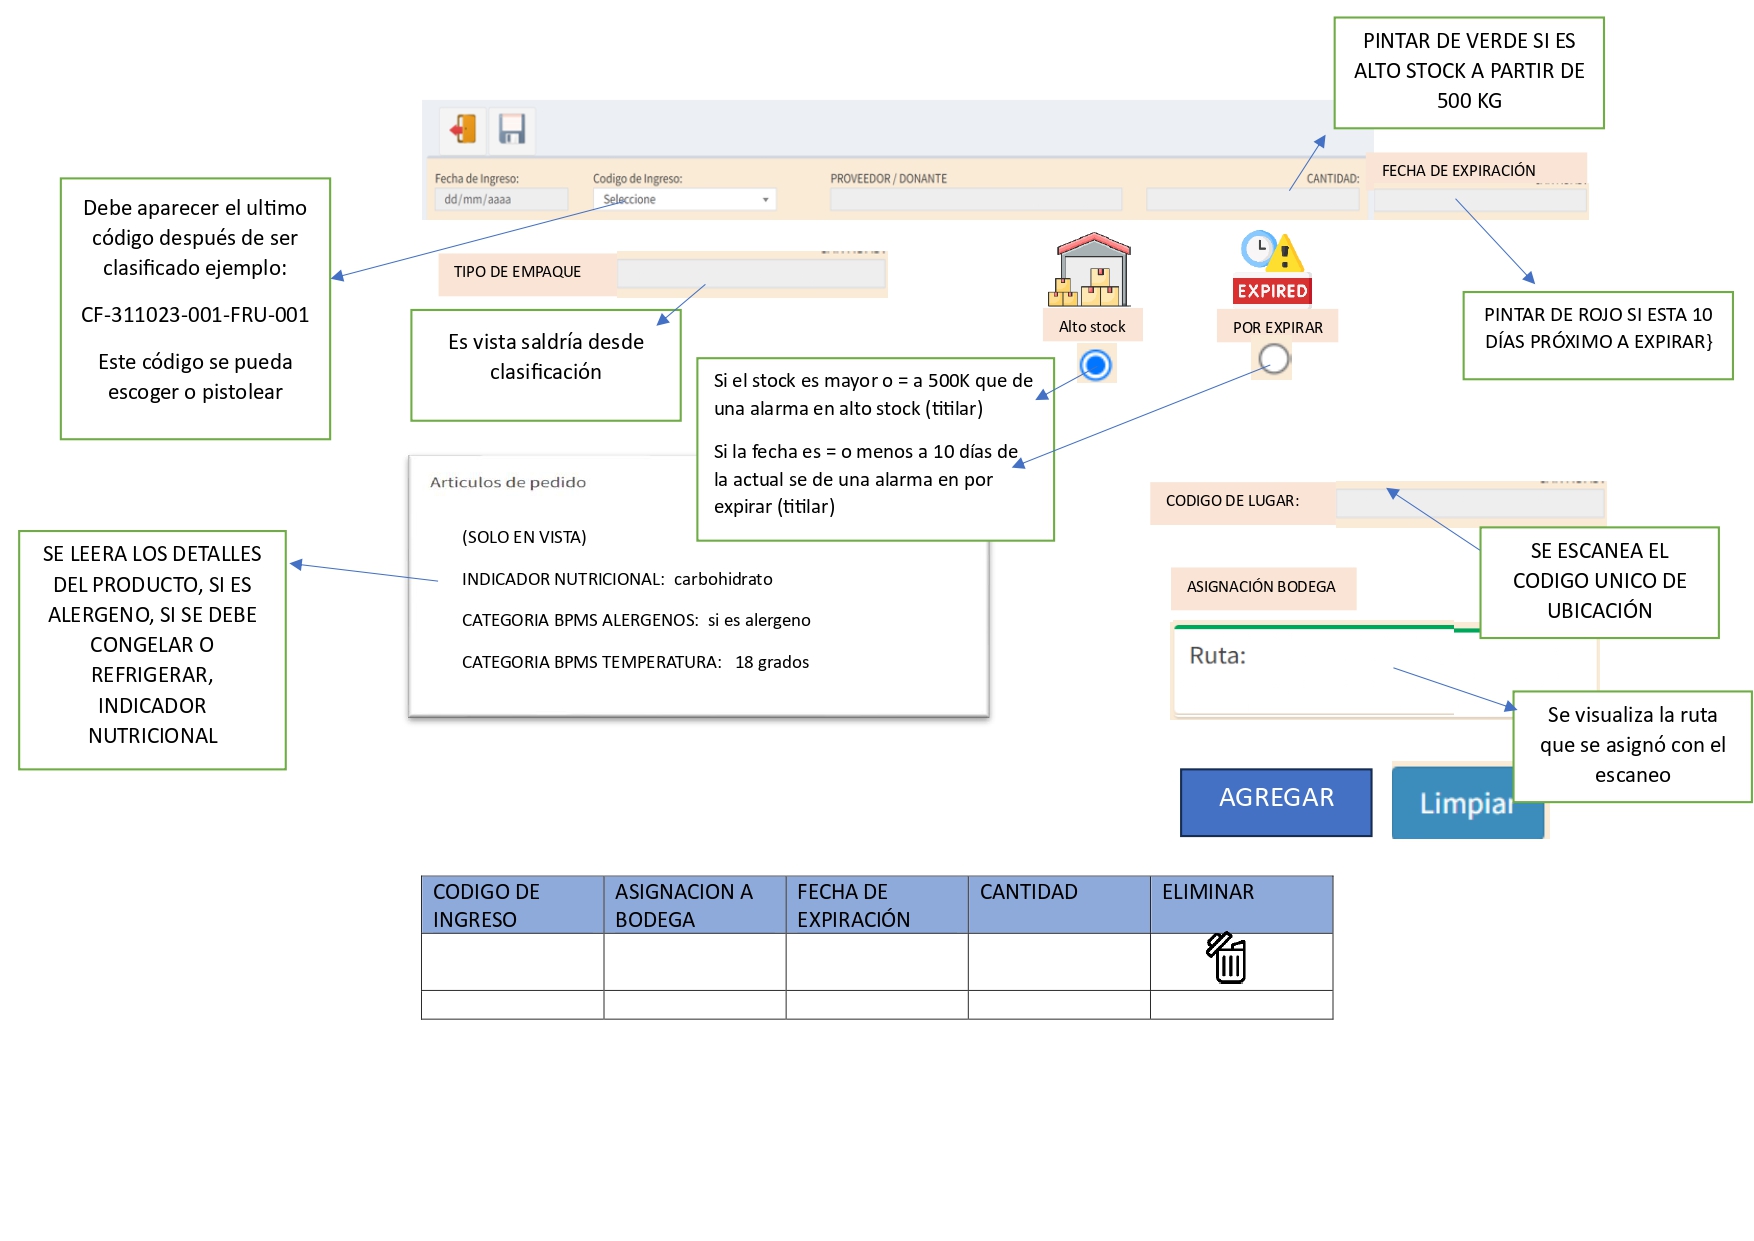 PINTAR DE VERDE SI ES
ALTO STOCK A PARTIR DE
500 KG
Fecha de Ingreso:
dd/mm/aaaa
Codigo de Ingreso:
Seleccione
PROVEEDOR / DONANTE
CANTIDAD:
FECHA DE EXPIRACIÓN
Debe aparecer el ultimo
código después de ser
clasificado ejemplo:
CF-311023-001-FRU-001
Este código se pueda
escoger o pistolear
TIPO DE EMPAQUE
Es vista saldría desde
clasificación
EXPIRED
Alto stock
POR EXPIRAR
PINTAR DE ROJO SI ESTA 10
DÍAS PRÓXIMO A EXPIRAR}
Si el stock es mayor o = a 500K que de
una alarma en alto stock (titilar)
Si la fecha es = o menos a 10 días de
la actual se de una alarma en por
expirar (titilar)
Articulos de pedido
(SOLO EN VISTA)
INDICADOR NUTRICIONAL: carbohidrato
CATEGORIA BPMS ALERGENOS: si es alergeno
CATEGORIA BPMS TEMPERATURA: 18 grados
SE LEERA LOS DETALLES
DEL PRODUCTO, SI ES
ALERGENO, SI SE DEBE
CONGELAR O
REFRIGERAR,
INDICADOR
NUTRICIONAL
CODIGO DE LUGAR:
SE ESCANEA EL
CODIGO UNICO DE
UBICACIÓN
ASIGNACIÓN BODEGA
Ruta:
Se visualiza la ruta
que se asignó con el
escaneo
AGREGAR
Limpiar
CODIGO DE INGRESO
ASIGNACION A BODEGA
FECHA DE EXPIRACIÓN
CANTIDAD
ELIMINAR